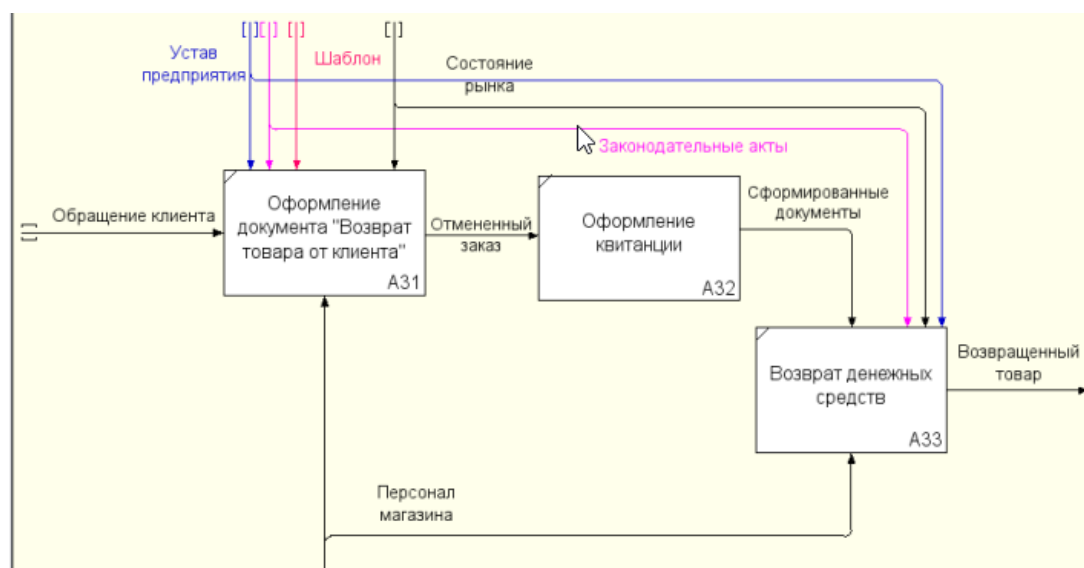 [ ] [ ] [ ] [ ]
Устав
предприятия
Шаблон
Состояние
рынка
Законодательные акты
Обращение клиента
[ ]
Оформление
документа "Возврат
товара от клиента"
A31
Отмененный
заказ
Оформление
квитанции
A32
Сформированные
документы
Возврат денежных
средств
A33
Возвращенный
товар
Персонал
магазина